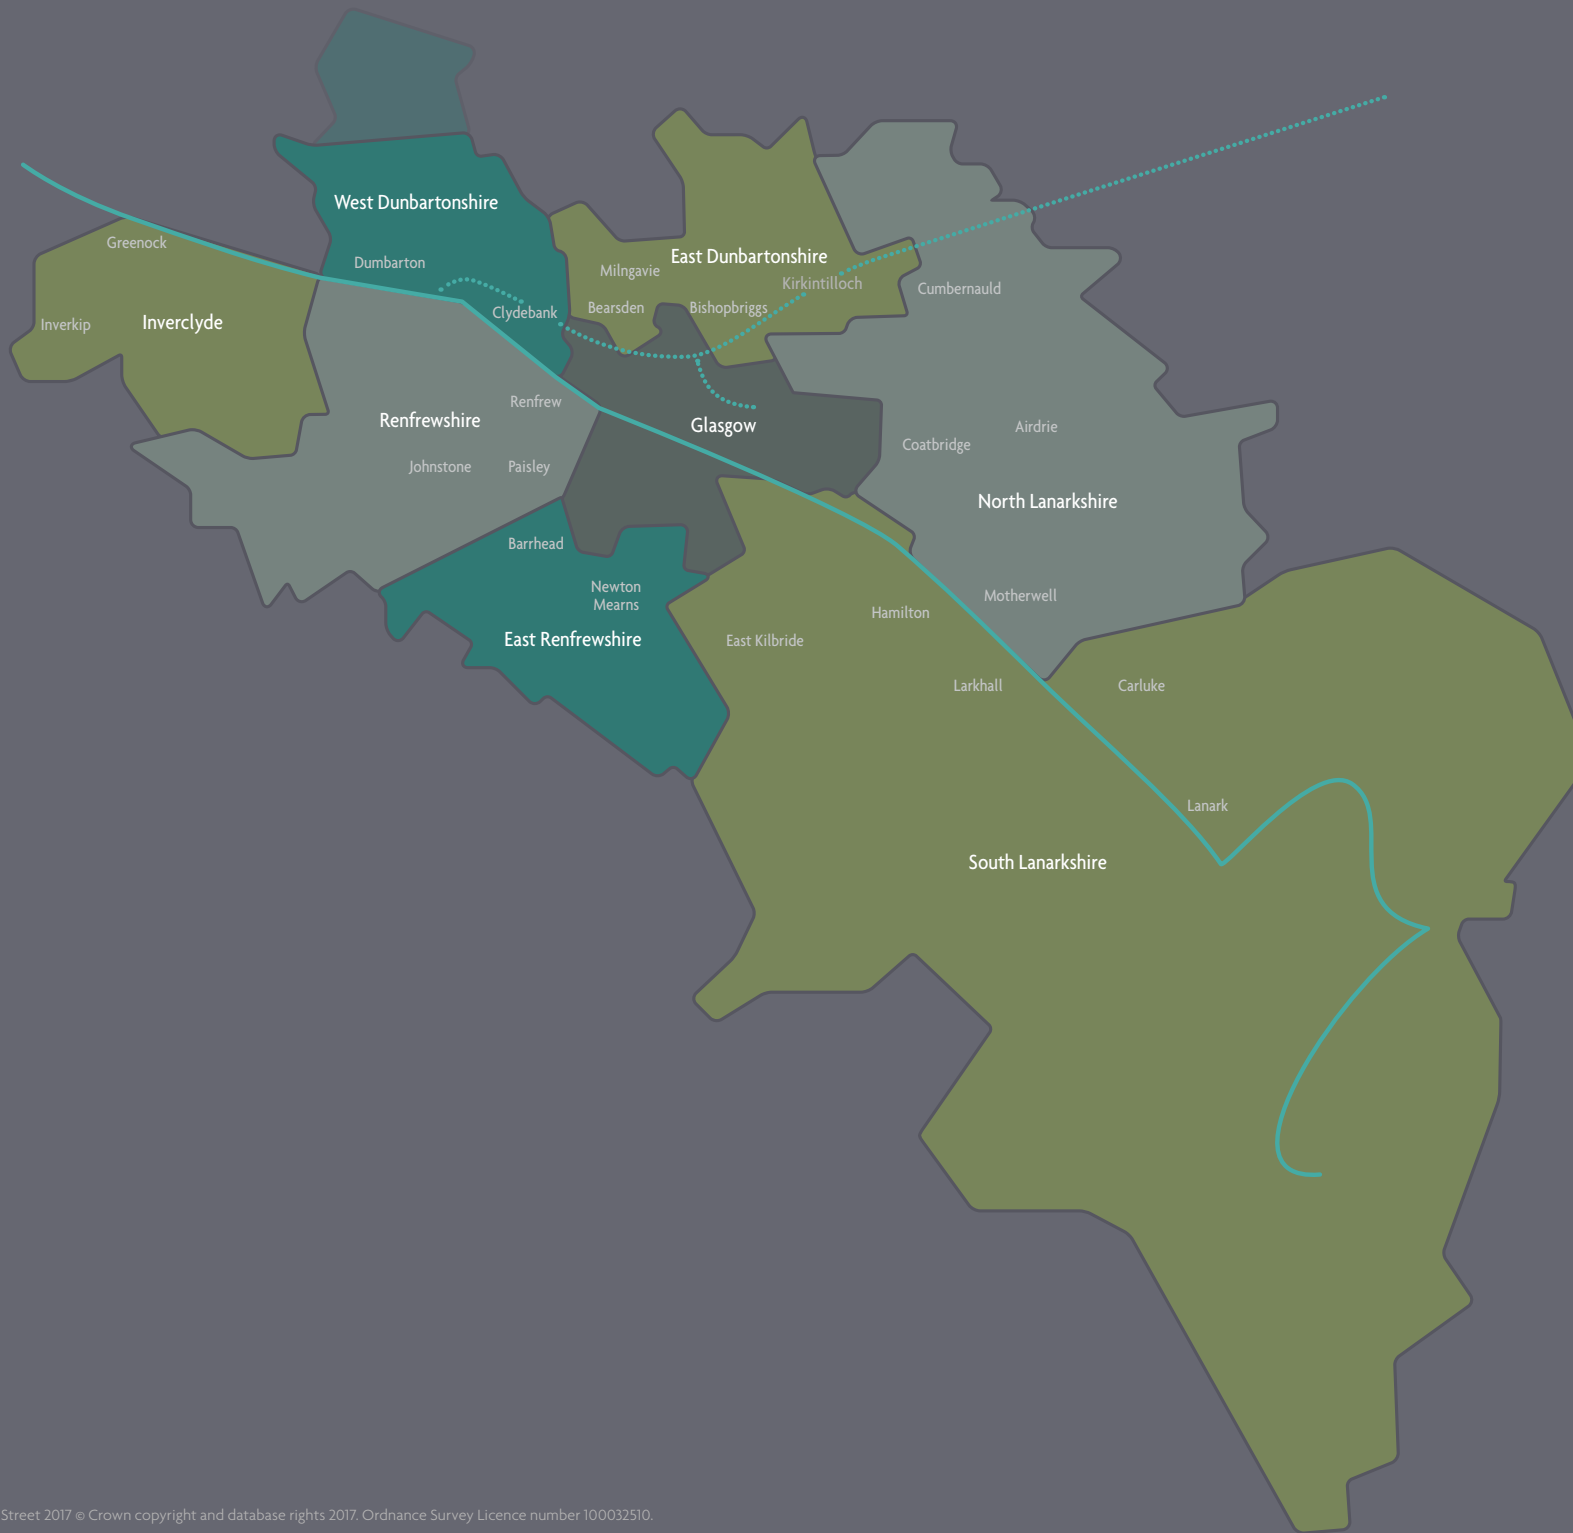 West Dunbartonshire
Greenock
East Dunbartonshire
Dumbarton
Milngavie
Kirkintilloch
Cumbernauld
Bearsden
Bishopbriggs
Clydebank
Inverkip
Inverclyde
Renfrew
Renfrewshire
Glasgow
Airdrie
Coatbridge
Johnstone
Paisley
North Lanarkshire
Barrhead
Newton
Mearns
Motherwell
Hamilton
East Renfrewshire
East Kilbride
Larkhall
Carluke
Lanark
South Lanarkshire
Street 2017 © Crown copyright and database rights 2017. Ordnance Survey Licence number 100032510.